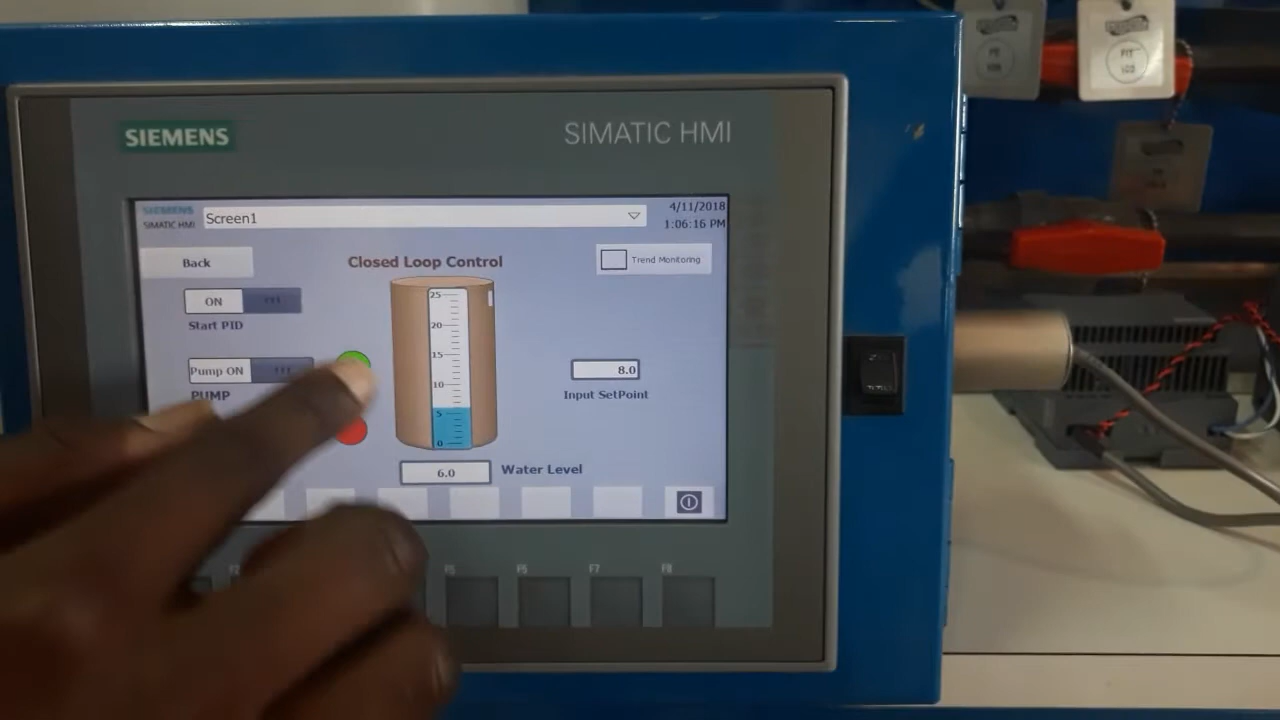 SIEMENS
SIMATIC HMI
SIEMENS
SIMATIC HMI
Screen1
4/11/2018
1:06:16 PM
Back
Closed Loop Control
Trend Monitoring
ON
Start PID
25
20
15
10
5
0
Pump ON
PUMP
8.0
Input SetPoint
6.0
Water Level
F2
F5
F6
F7
F8